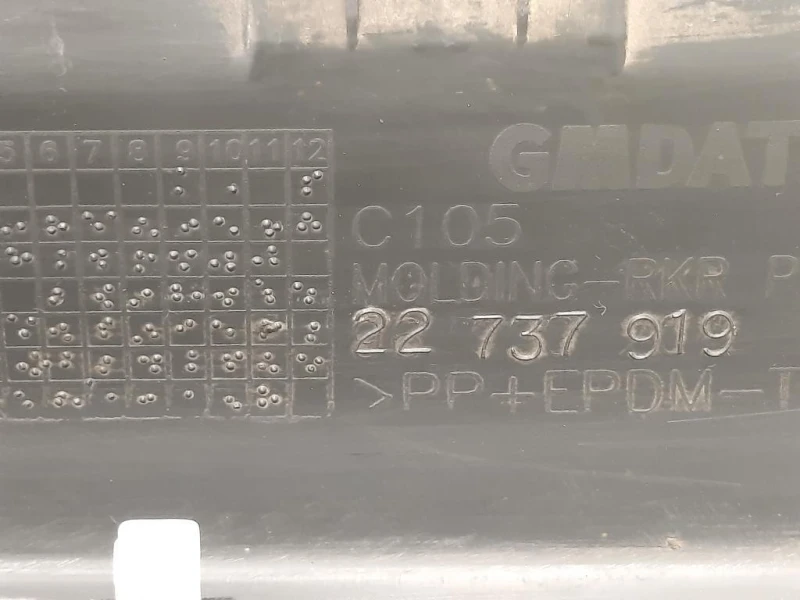 5 6 7 8 9 10 11 12
GMDAT
C105
MOLDING-RKR P
22 737 919
>PP+EPDM-T